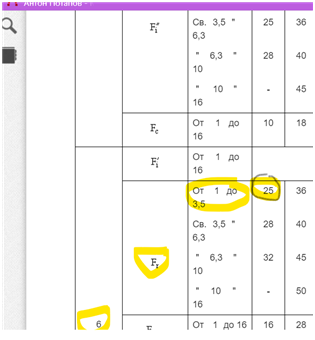 Антон Потапов -
F″ᵢ Св. 3,5 " 25 36
6,3
" 6,3 " 28 40
10
" 10 " - 45
16
F_c От 1 до 10 18
16
F′ᵢ От 1 до
16
От 1 до 25 36
3,5
Св. 3,5 " 28 40
6,3
F_r " 6,3 " 32 45
10
" 10 " - 50
16
6 От 1 до 16 16 28